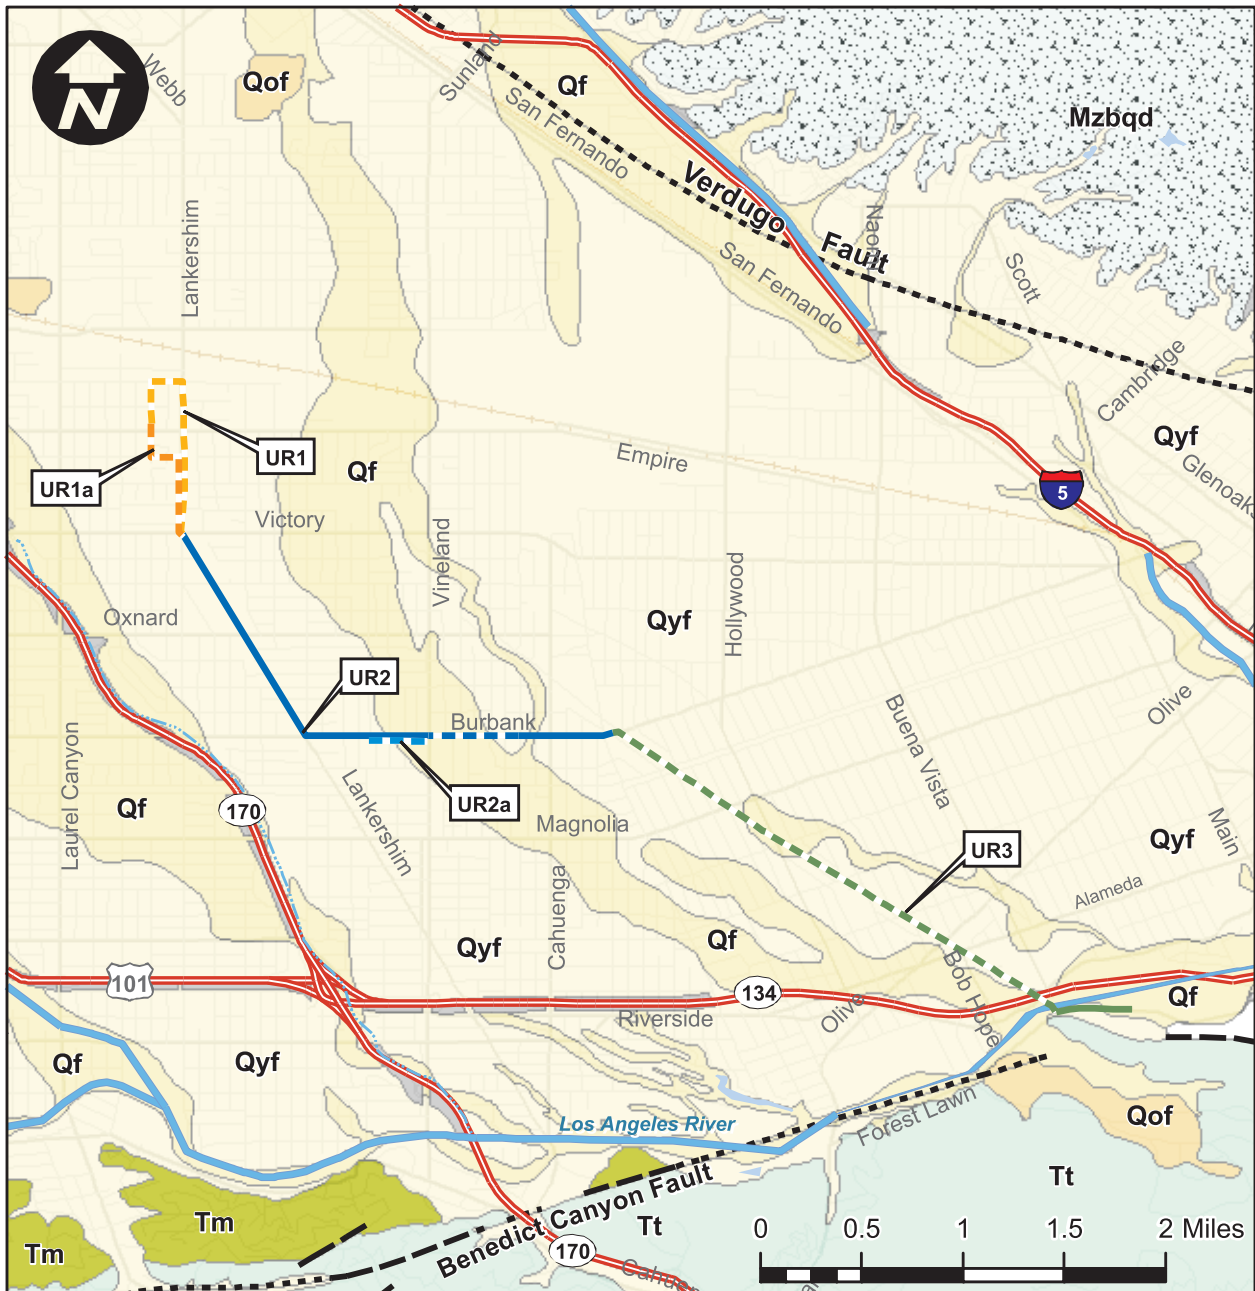 N
Webb
Qof
Sunland
Qf
San Fernando
Mzbqd
Verdugo
Fault
Naomi
Lankershim
San Fernando
Scott
Cambridge
Qyf
Glenoaks
UR1
UR1a
Qf
Empire
5
Victory
Vineland
Hollywood
Oxnard
Qyf
UR2
Burbank
Olive
Buena Vista
Laurel Canyon
Qf
170
Lankershim
UR2a
Magnolia
UR3
Qyf
Main
Alameda
Cahuenga
Qyf
Qf
Bob Hope
101
134
Qf
Riverside
Olive
Qf
Qyf
Los Angeles River
Forest Lawn
Qof
Tm
Benedict Canyon Fault
Tt
Tt
Tm
170
0 0.5 1 1.5 2 Miles